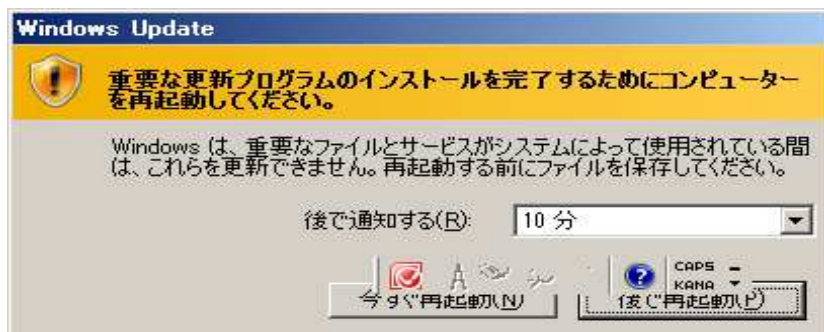 Windows Update
重要な更新プログラムのインストールを完了するためにコンピューター
を再起動してください。
Windows は、重要なファイルとサービスがシステムによって使用されている間
は、これらを更新できません。再起動する前にファイルを保存してください。
後で通知する(R): 10 分
A CAPS
KANA
今すぐ再起動(N) 後で再起動(P)